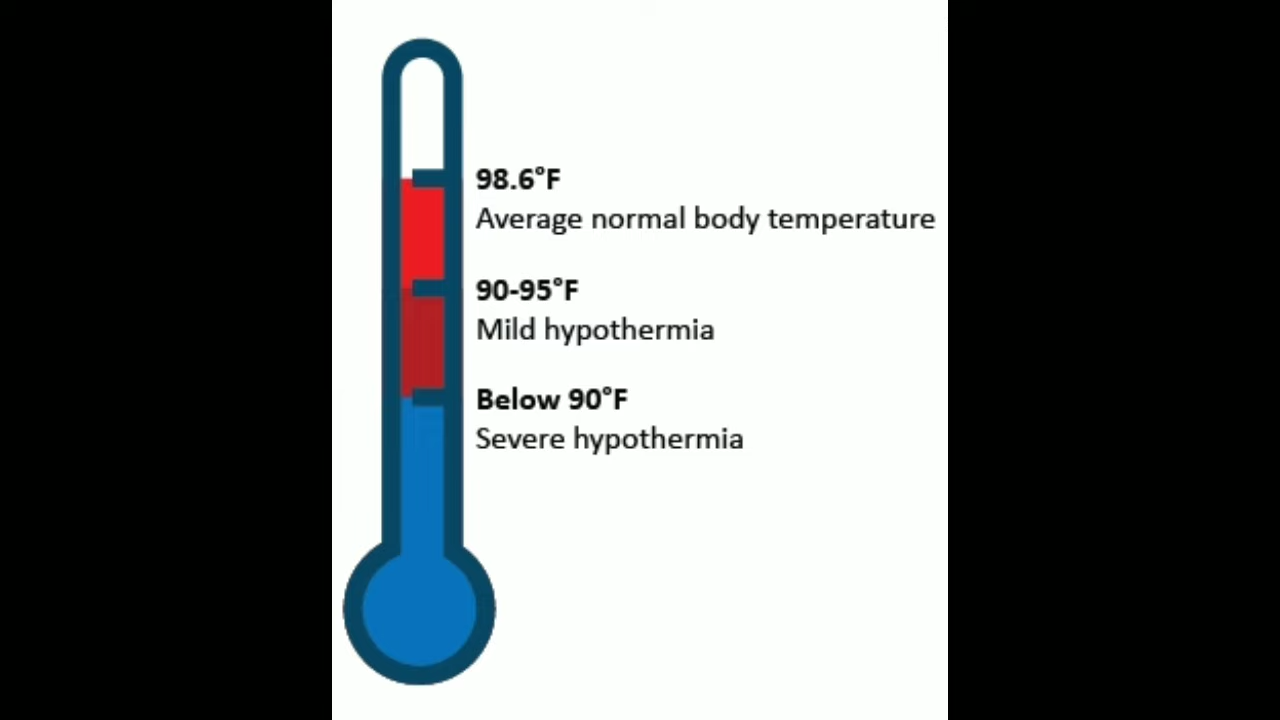 98.6°F
Average normal body temperature
90-95°F
Mild hypothermia
Below 90°F
Severe hypothermia